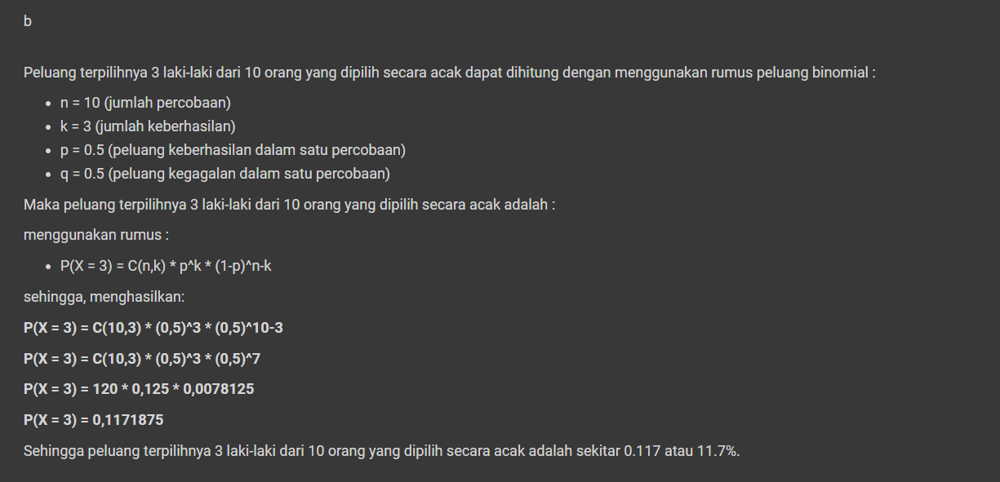 b
Peluang terpilihnya 3 laki-laki dari 10 orang yang dipilih secara acak dapat dihitung dengan menggunakan rumus peluang binomial :
• n = 10 (jumlah percobaan)
• k = 3 (jumlah keberhasilan)
• p = 0.5 (peluang keberhasilan dalam satu percobaan)
• q = 0.5 (peluang kegagalan dalam satu percobaan)
Maka peluang terpilihnya 3 laki-laki dari 10 orang yang dipilih secara acak adalah :
menggunakan rumus :
• P(X = 3) = C(n,k) * p^k * (1-p)^n-k
sehingga, menghasilkan:
P(X = 3) = C(10,3) * (0,5)^3 * (0,5)^10-3
P(X = 3) = C(10,3) * (0,5)^3 * (0,5)^7
P(X = 3) = 120 * 0,125 * 0,0078125
P(X = 3) = 0,1171875
Sehingga peluang terpilihnya 3 laki-laki dari 10 orang yang dipilih secara acak adalah sekitar 0.117 atau 11.7%.